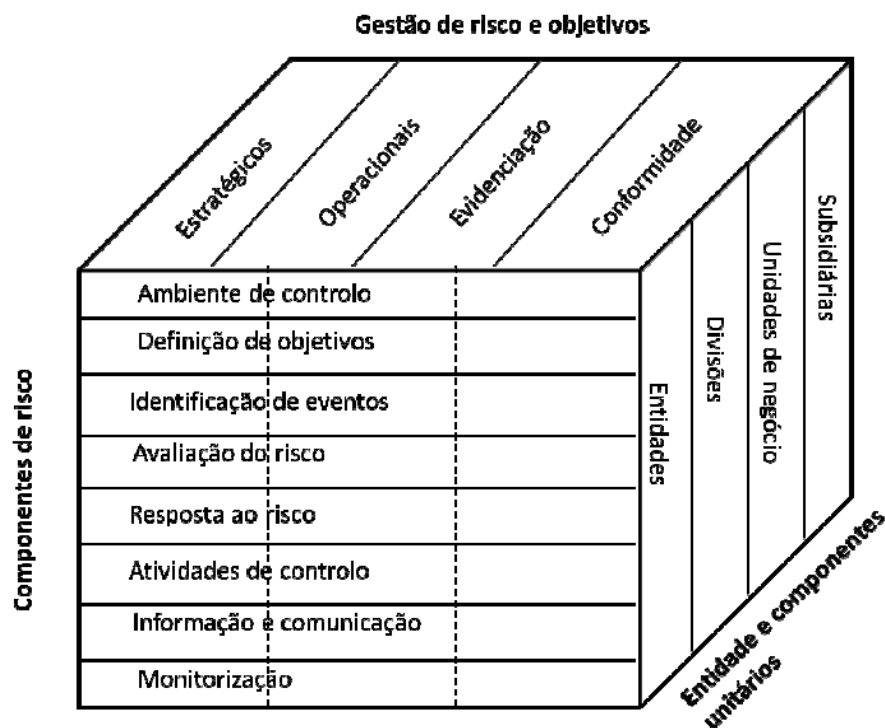 Gestão de risco e objetivos
Estratégicos
Operacionais
Evidenciação
Conformidade
Componentes de risco
Ambiente de controlo
Definição de objetivos
Identificação de eventos
Avaliação do risco
Resposta ao risco
Atividades de controlo
Informação e comunicação
Monitorização
Entidades
Divisões
Unidades de negócio
Subsidiárias
Entidade e componentes
unitários